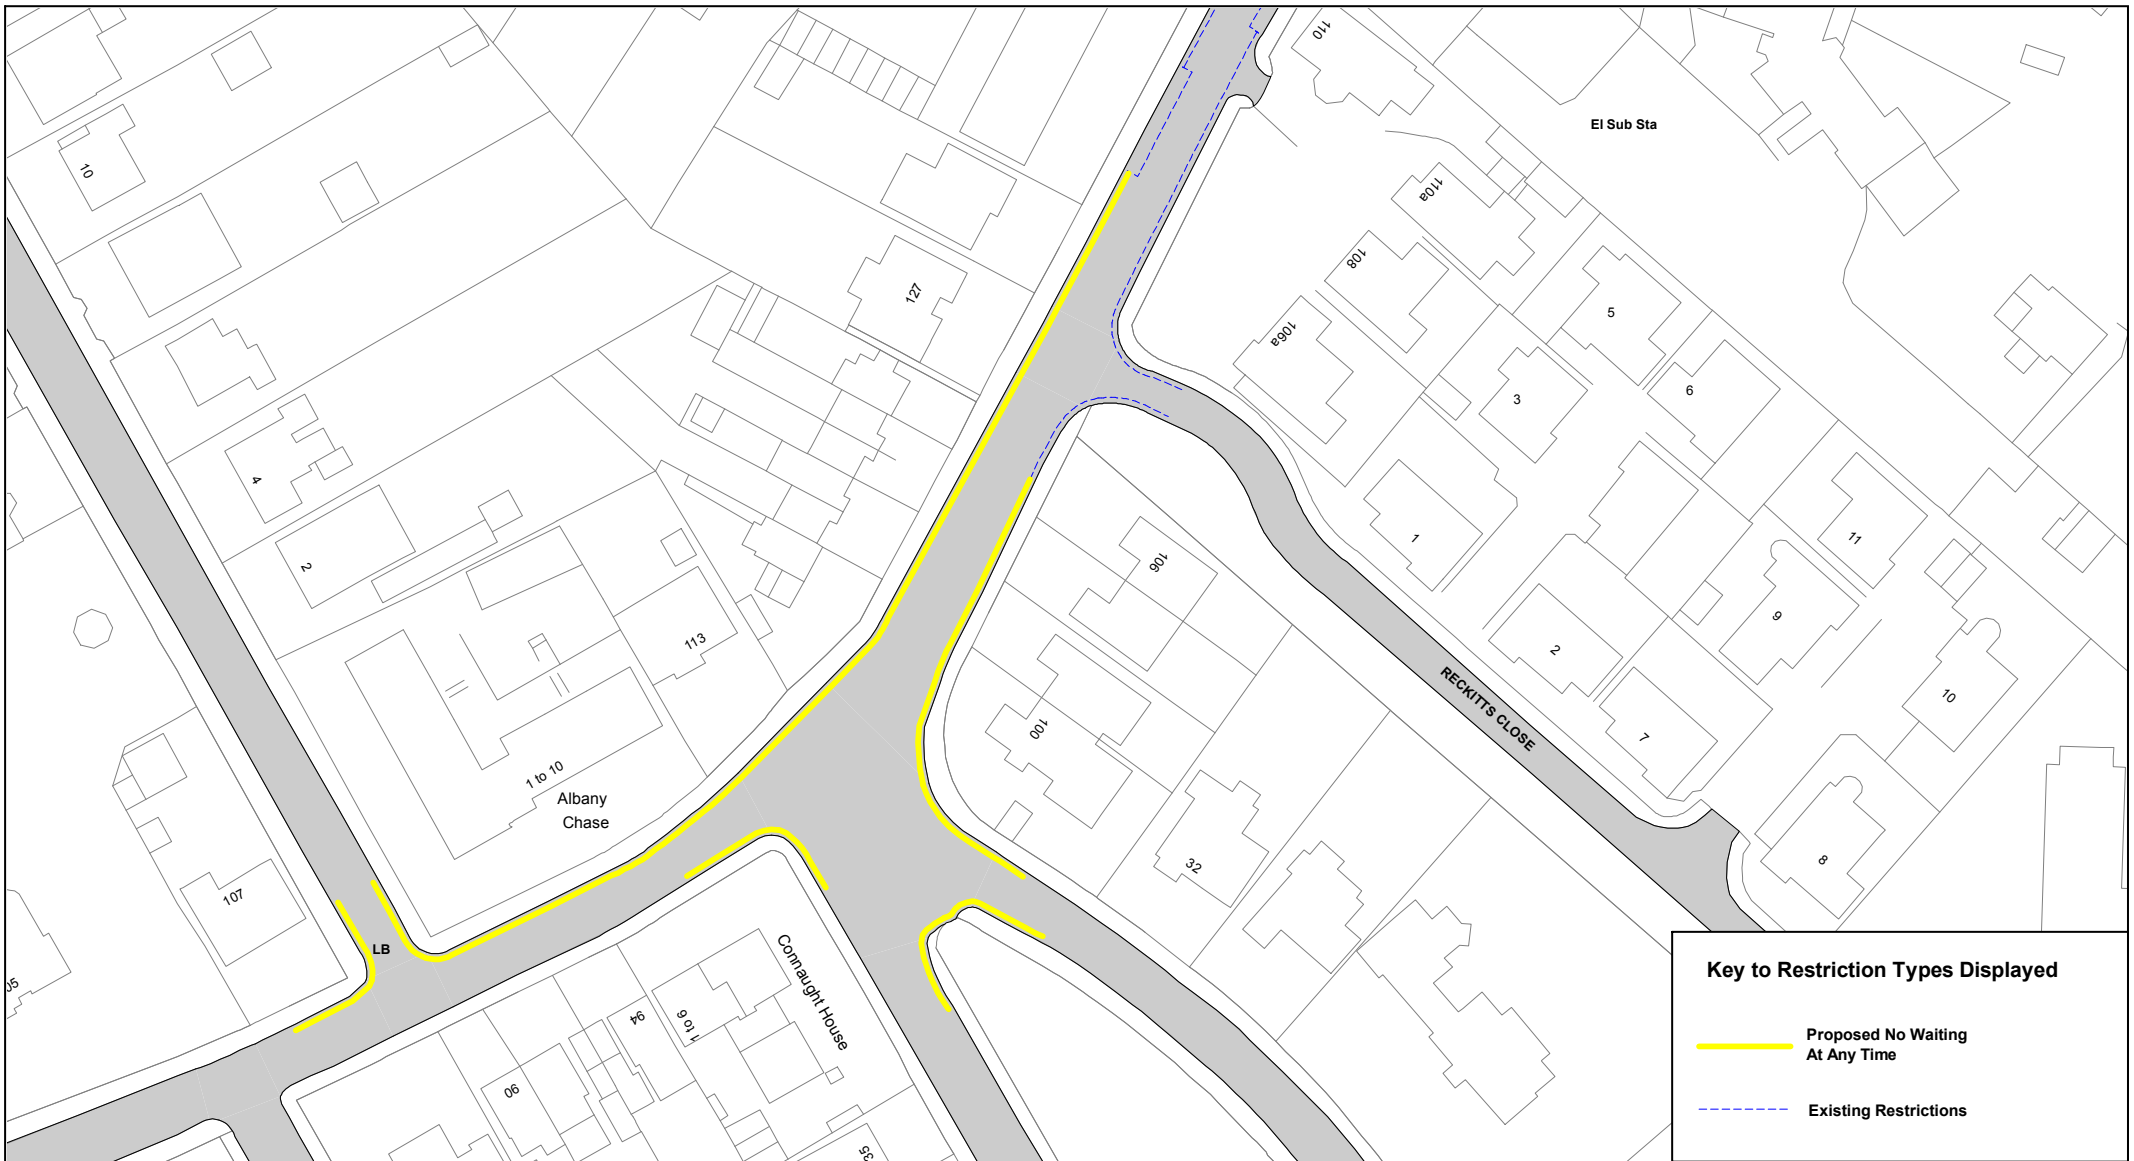 110
El Sub Sta
10
110a
108
127
5
106a
6
3
4
11
1
2
106
113
9
2
10
RECKITTS CLOSE
100
7
1 to 10
Albany
Chase
32
8
107
LB
Connaught House
05
94
1 to 6
90
35
Key to Restriction Types Displayed
Proposed No Waiting
At Any Time
Existing Restrictions